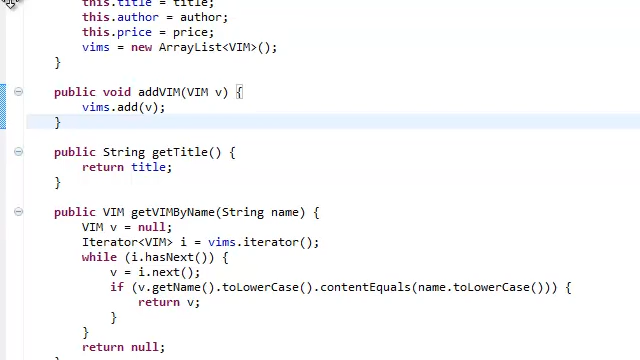 this.title = title;
this.author = author;
this.price = price;
vims = new ArrayList<VIM>();
}
public void addVIM(VIM v) {
vims.add(v);
}
public String getTitle() {
return title;
}
public VIM getVIMByName(String name) {
VIM v = null;
Iterator<VIM> i = vims.iterator();
while (i.hasNext()) {
v = i.next();
if (v.getName().toLowerCase().contentEquals(name.toLowerCase())) {
return v;
}
}
return null;